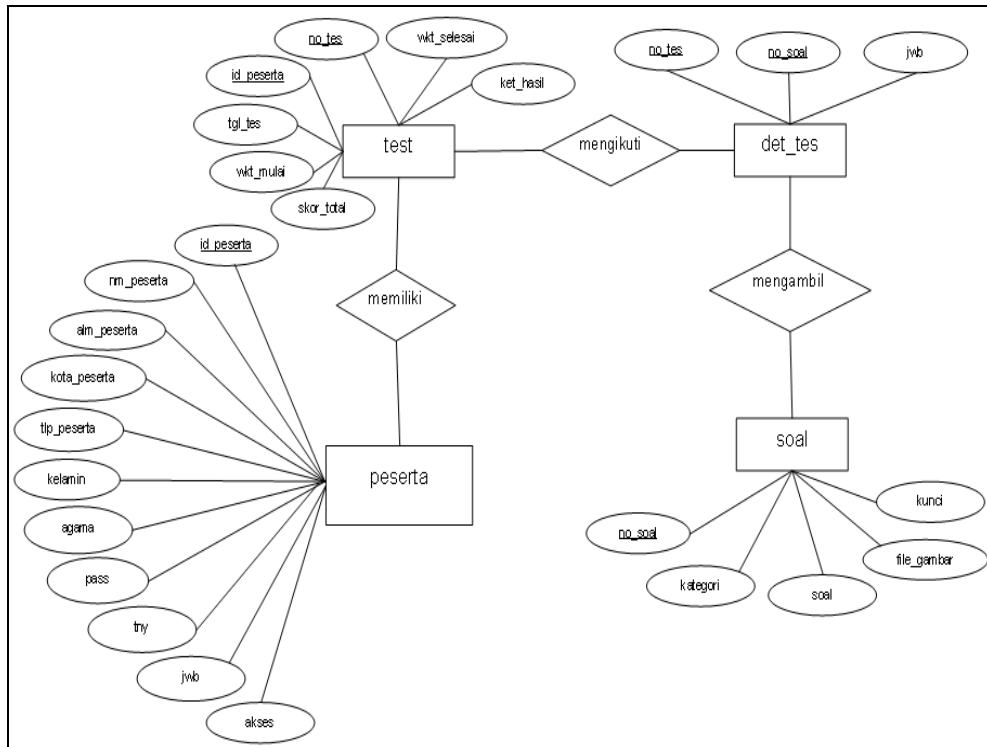 no_tes
wkt_selesai
id_peserta
ket_hasil
tgl_tes
wkt_mulai
skor_total
test
mengikuti
no_tes
no_soal
jwb
det_tes
memiliki
mengambil
id_peserta
nm_peserta
alm_peserta
kota_peserta
tlp_peserta
kelamin
agama
pass
tny
jwb
akses
peserta
soal
no_soal
kategori
soal
file_gambar
kunci